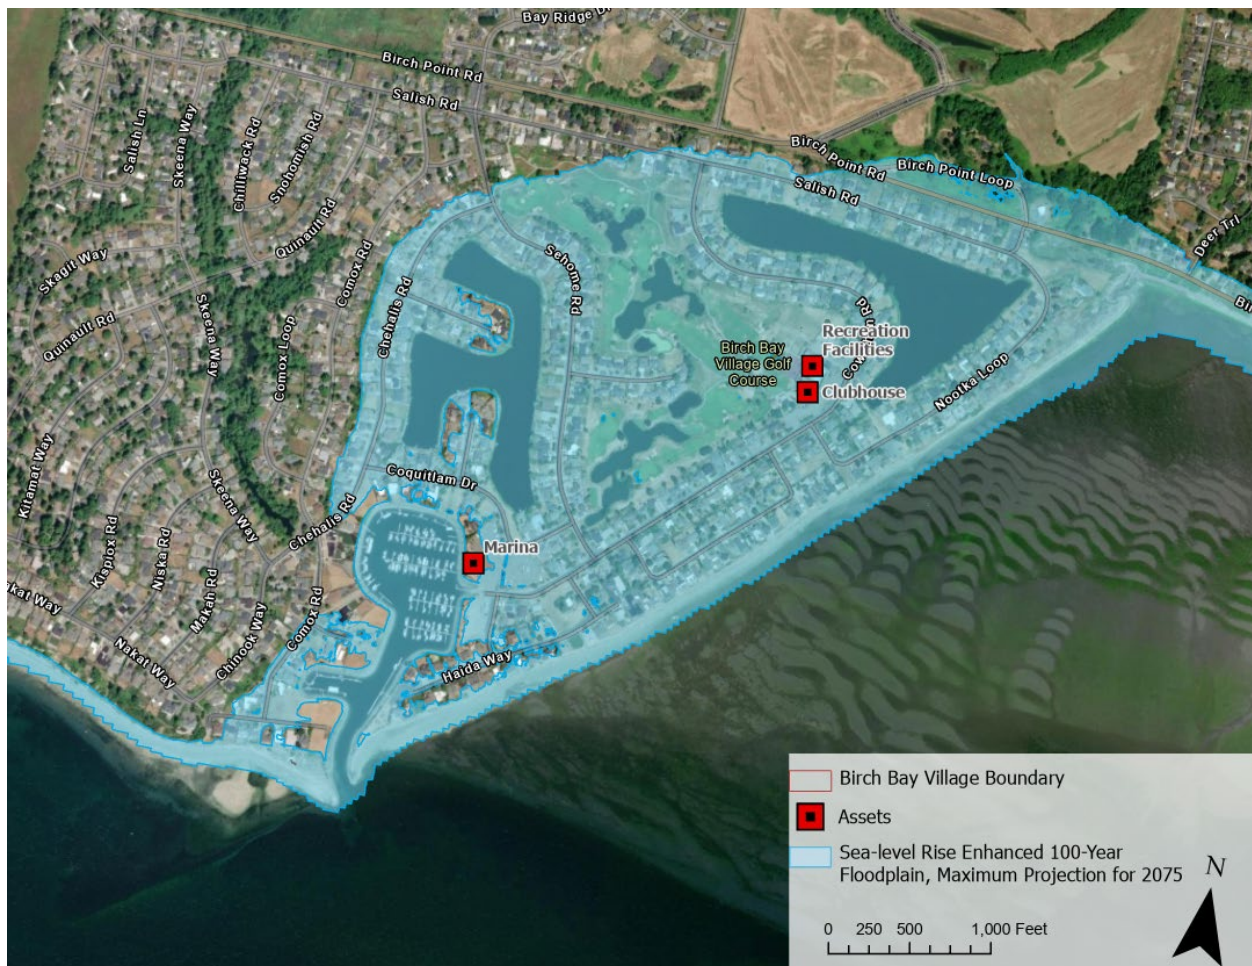 Bay Ridge Dr
Birch Point Rd
Salish Rd
Salish Ln
Skeena Way
Chilliwack Rd
Snohomish Rd
Birch Point Rd
Birch Point Loop
Salish Rd
Quinault Rd
Deer Trl
Skagit Way
Comox Rd
Sehome Rd
Chehalis Rd
Quinault Rd
Skeena Way
Comox Loop
Recreation
Facilities
Birch Bay
Village Golf
Course
Clubhouse
Nootka Loop
Kitamat Way
Coquitlam Dr
Skeena Way
Chehalis Rd
Kispiox Rd
Niska Rd
Marina
Makah Rd
Comox Rd
Chinook Way
Nakat Way
Haida Way
Birch Bay Village Boundary
Assets
Sea-level Rise Enhanced 100-Year
Floodplain, Maximum Projection for 2075
N
0 250 500 1,000 Feet